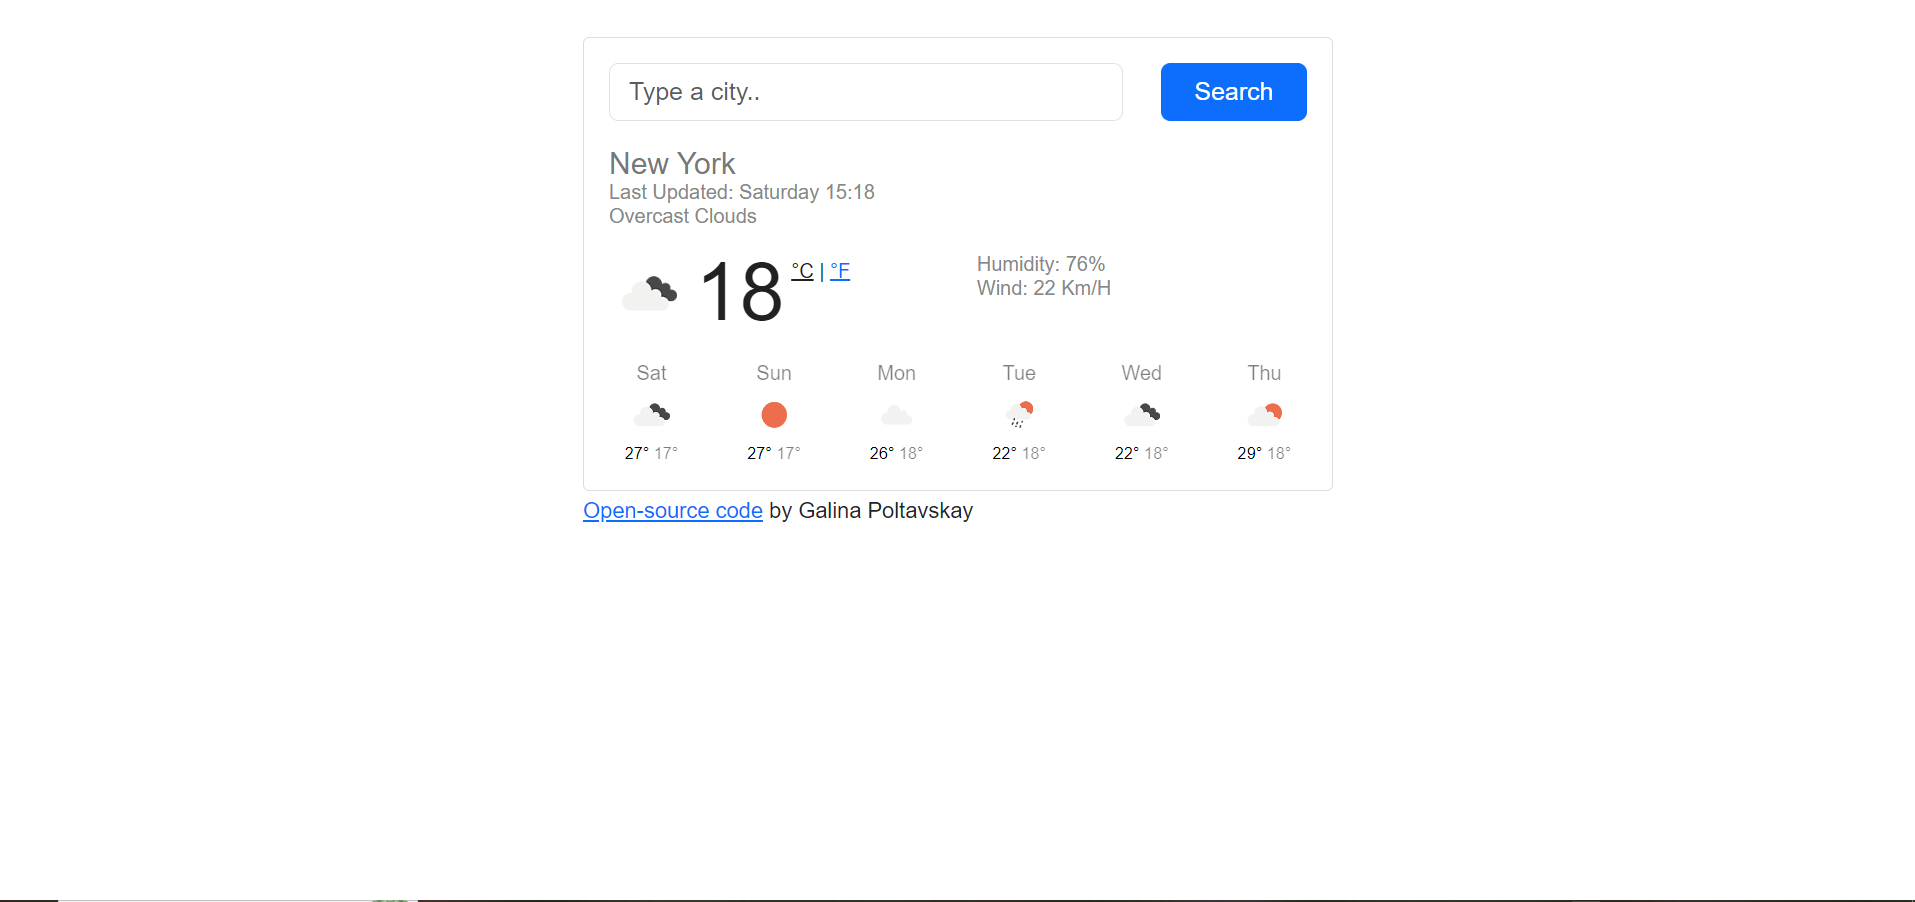 Type a city..
Search
New York
Last Updated: Saturday 15:18
Overcast Clouds
18 °C | °F
Humidity: 76%
Wind: 22 Km/H
Sat Sun Mon Tue Wed Thu
27° 17° 27° 17° 26° 18° 22° 18° 22° 18° 29° 18°
Open-source code by Galina Poltavskay